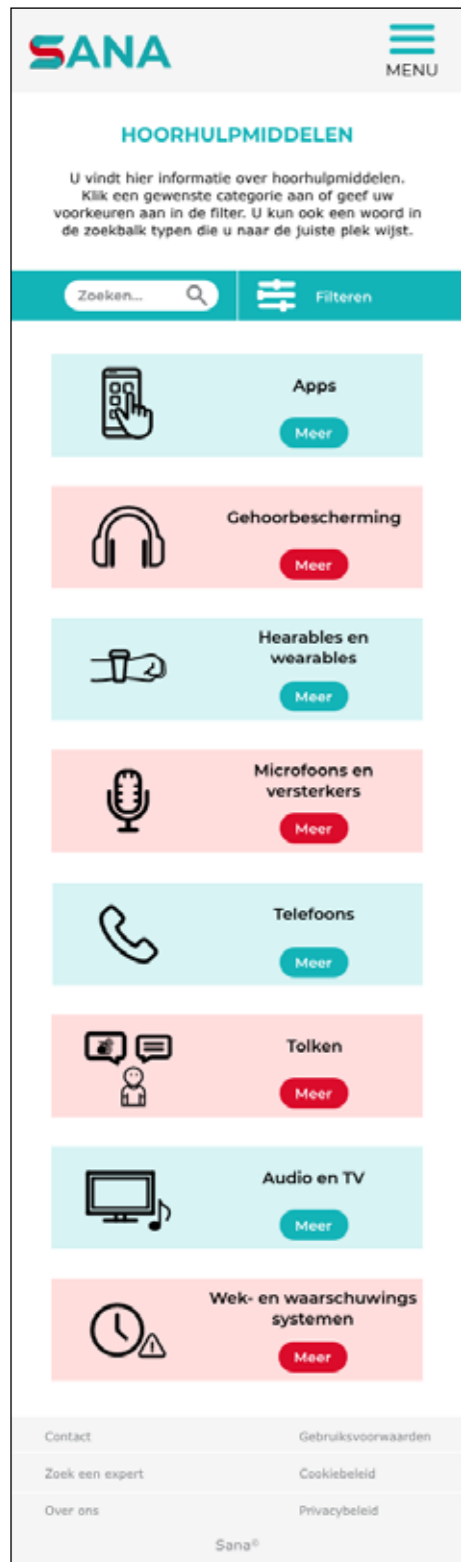 SANA
MENU
HOORHULPMIDDELEN
U vindt hier informatie over hoorhulpmiddelen.
Klik een gewenste categorie aan of geef uw
voorkeuren aan in de filter. U kun ook een woord in
de zoekbalk typen die u naar de juiste plek wijst.
Zoeken...
Filteren
Apps
Meer
Gehoorbescherming
Meer
Hearables en
wearables
Meer
Microfoons en
versterkers
Meer
Telefoons
Meer
Tolken
Meer
Audio en TV
Meer
Wek- en waarschuwings
systemen
Meer
Contact
Gebruiksvoorwaarden
Zoek een expert
Cookiebeleid
Over ons
Privacybeleid
Sana©